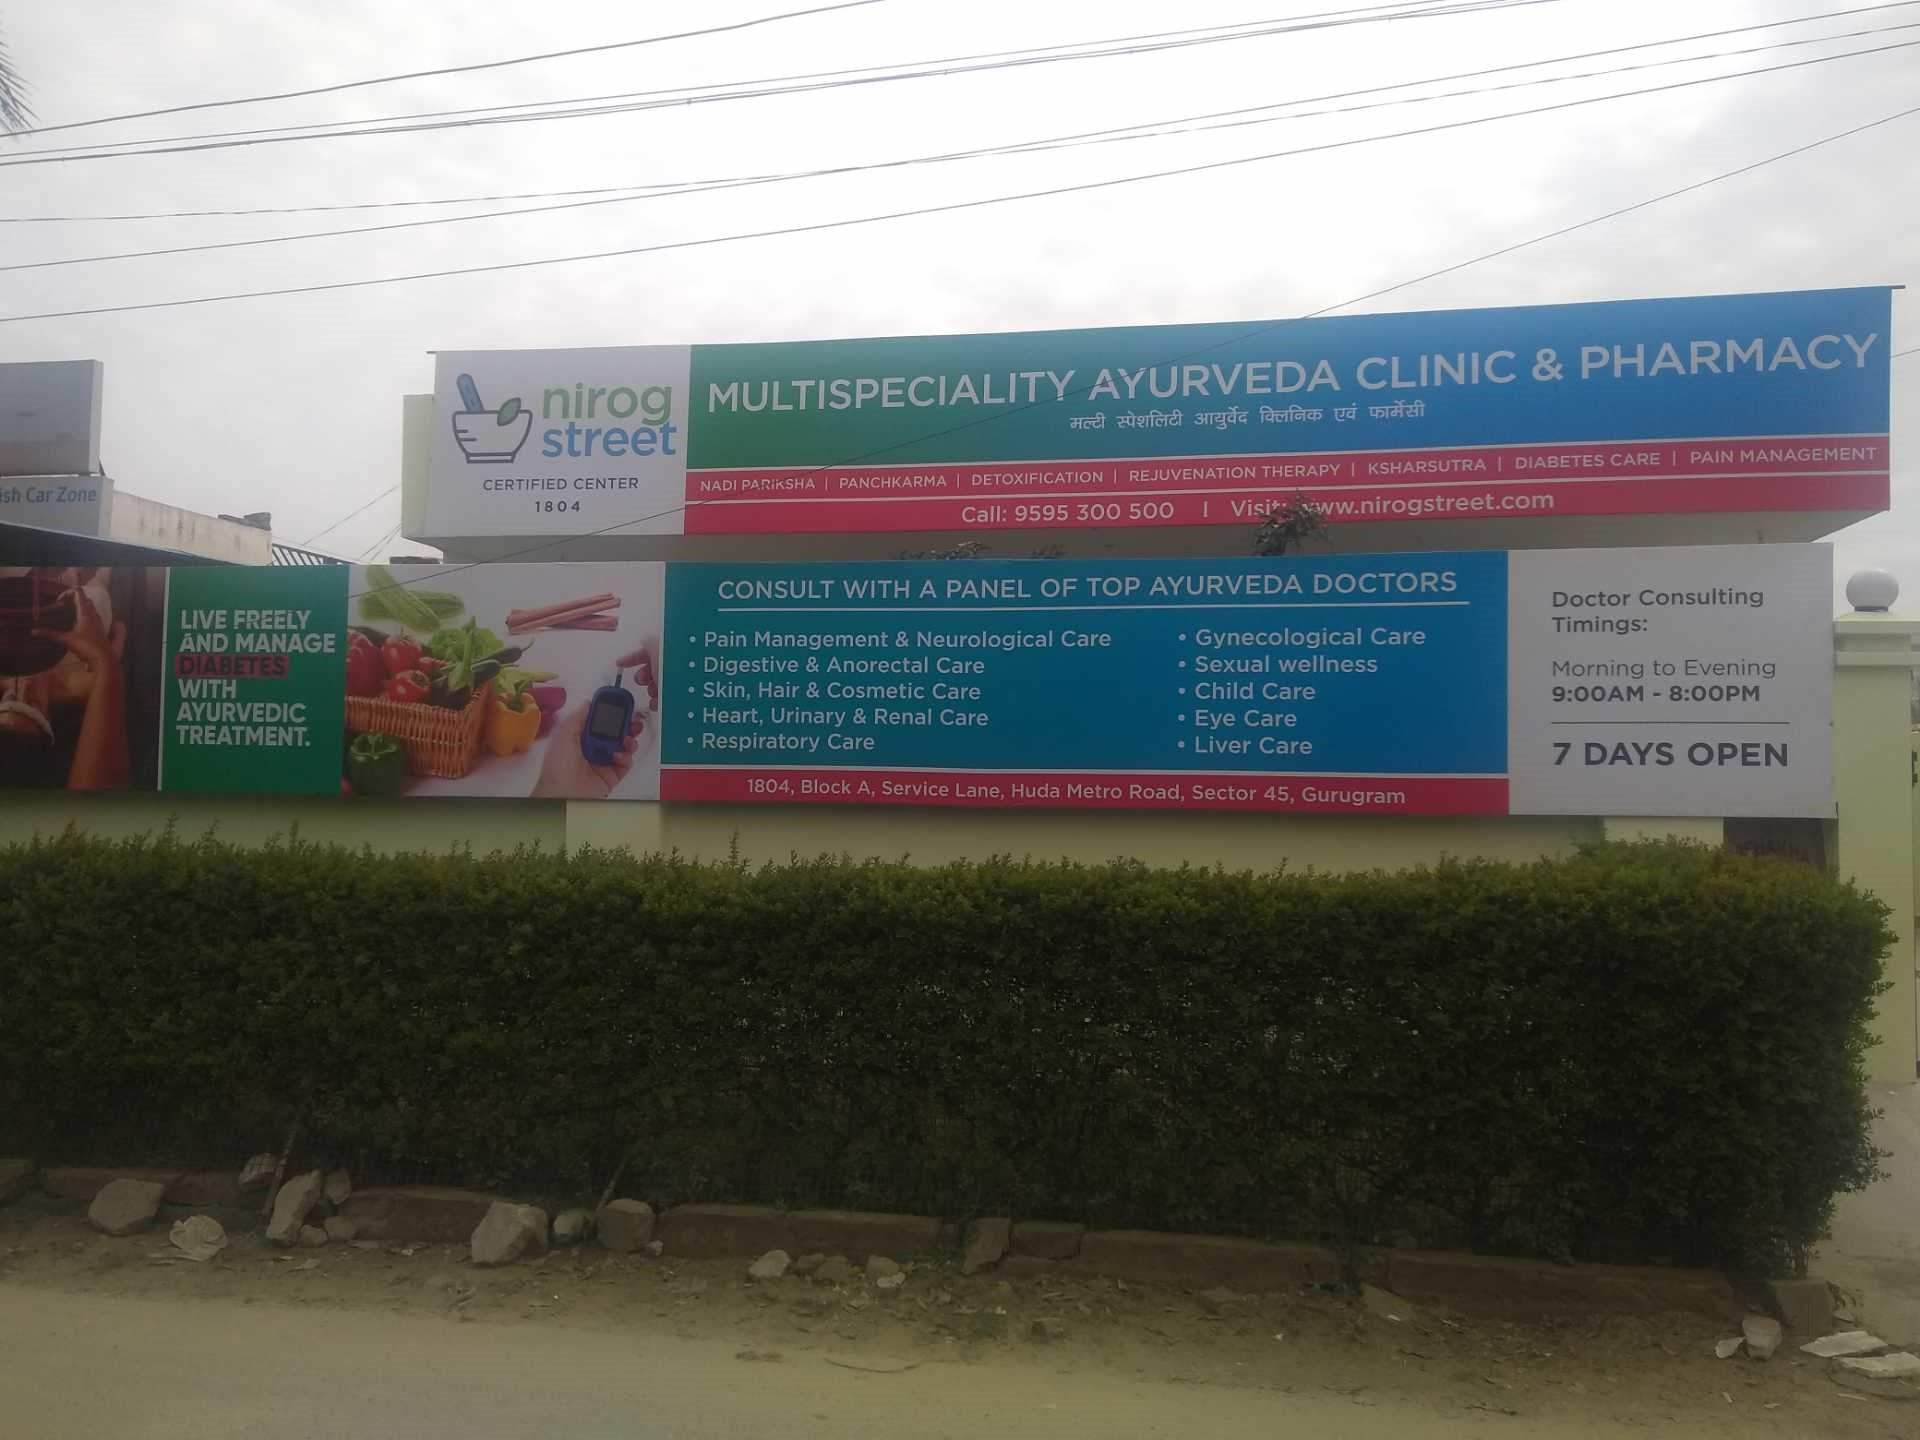 nirog
street
CERTIFIED CENTER
1804
MULTISPECIALITY AYURVEDA CLINIC & PHARMACY
मल्टी स्पेशलिटी आयुर्वेद क्लिनिक एवं फार्मेसी
NADI PARIKSHA | PANCHKARMA | DETOXIFICATION | REJUVENATION THERAPY | KSHARSUTRA | DIABETES CARE | PAIN MANAGEMENT
Call: 9595 300 500 | Visit: www.nirogstreet.com
Car Zone
LIVE FREELY
AND MANAGE
DIABETES
WITH
AYURVEDIC
TREATMENT.
CONSULT WITH A PANEL OF TOP AYURVEDA DOCTORS
• Pain Management & Neurological Care
• Digestive & Anorectal Care
• Skin, Hair & Cosmetic Care
• Heart, Urinary & Renal Care
• Respiratory Care
• Gynecological Care
• Sexual wellness
• Child Care
• Eye Care
• Liver Care
1804, Block A, Service Lane, Huda Metro Road, Sector 45, Gurugram
Doctor Consulting
Timings:
Morning to Evening
9:00AM - 8:00PM
7 DAYS OPEN